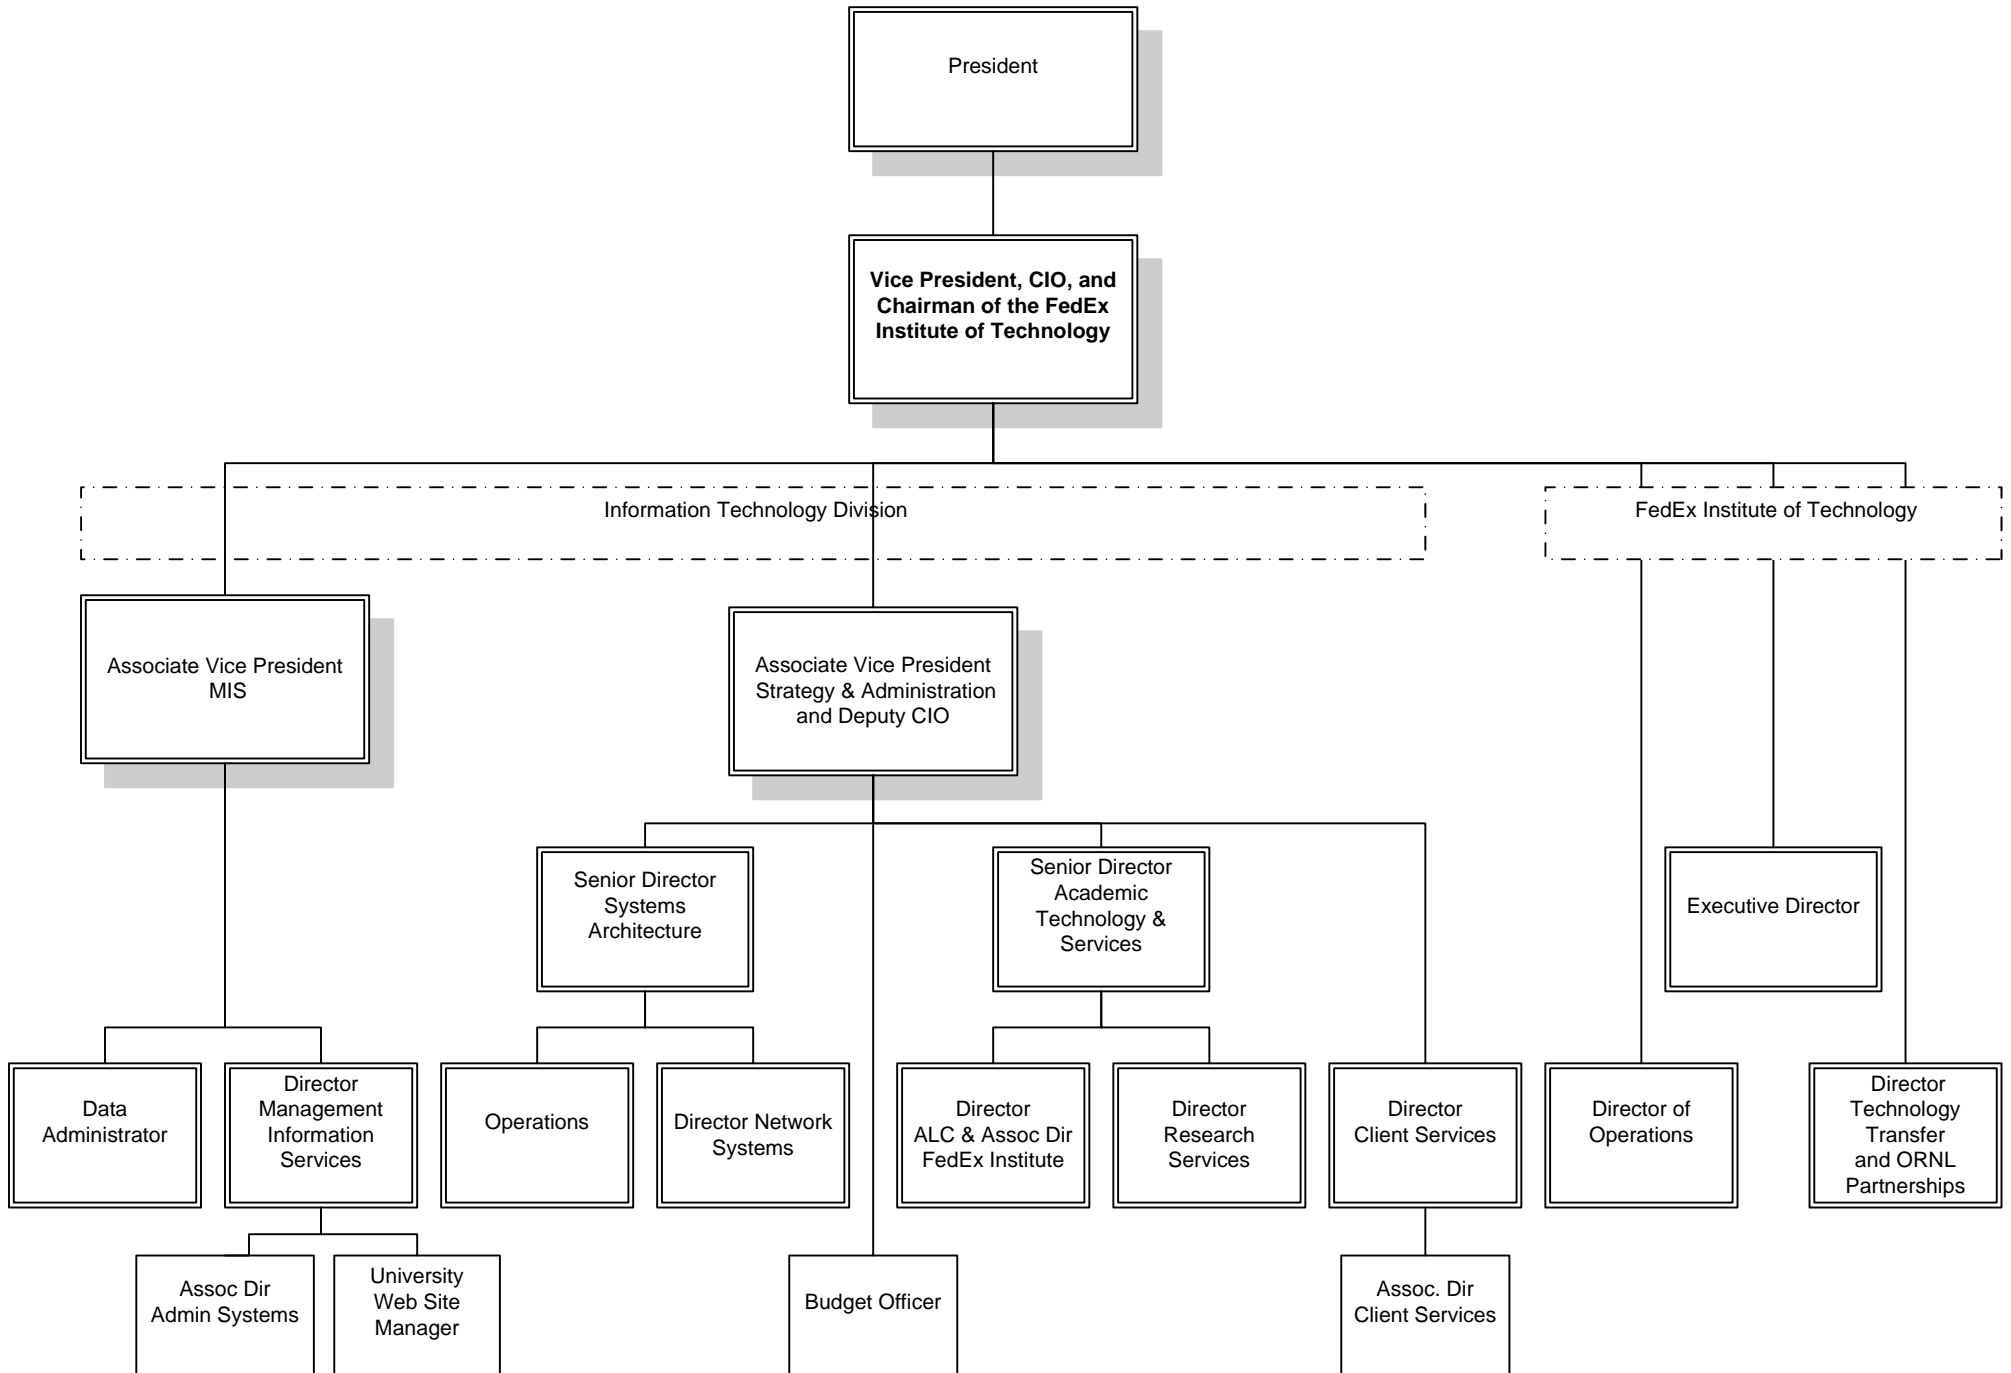 President
Vice President, CIO, and
Chairman of the FedEx
Institute of Technology
Information Technology Division
FedEx Institute of Technology
Associate Vice President
MIS
Associate Vice President
Strategy & Administration
and Deputy CIO
Senior Director
Systems
Architecture
Senior Director
Academic
Technology &
Services
Executive Director
Data
Administrator
Director
Management
Information
Services
Operations
Director Network
Systems
Director
ALC & Assoc Dir
FedEx Institute
Director
Research
Services
Director
Client Services
Director of
Operations
Director
Technology
Transfer
and ORNL
Partnerships
Assoc Dir
Admin Systems
University
Web Site
Manager
Budget Officer
Assoc. Dir
Client Services